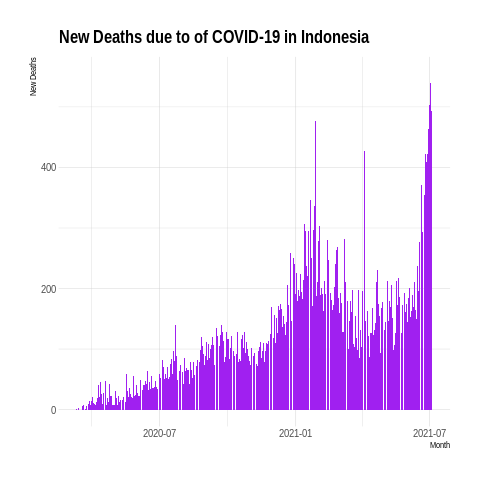 New Deaths due to of COVID-19 in Indonesia
New Deaths
400
200
0
2020-07
2021-01
2021-07
Month